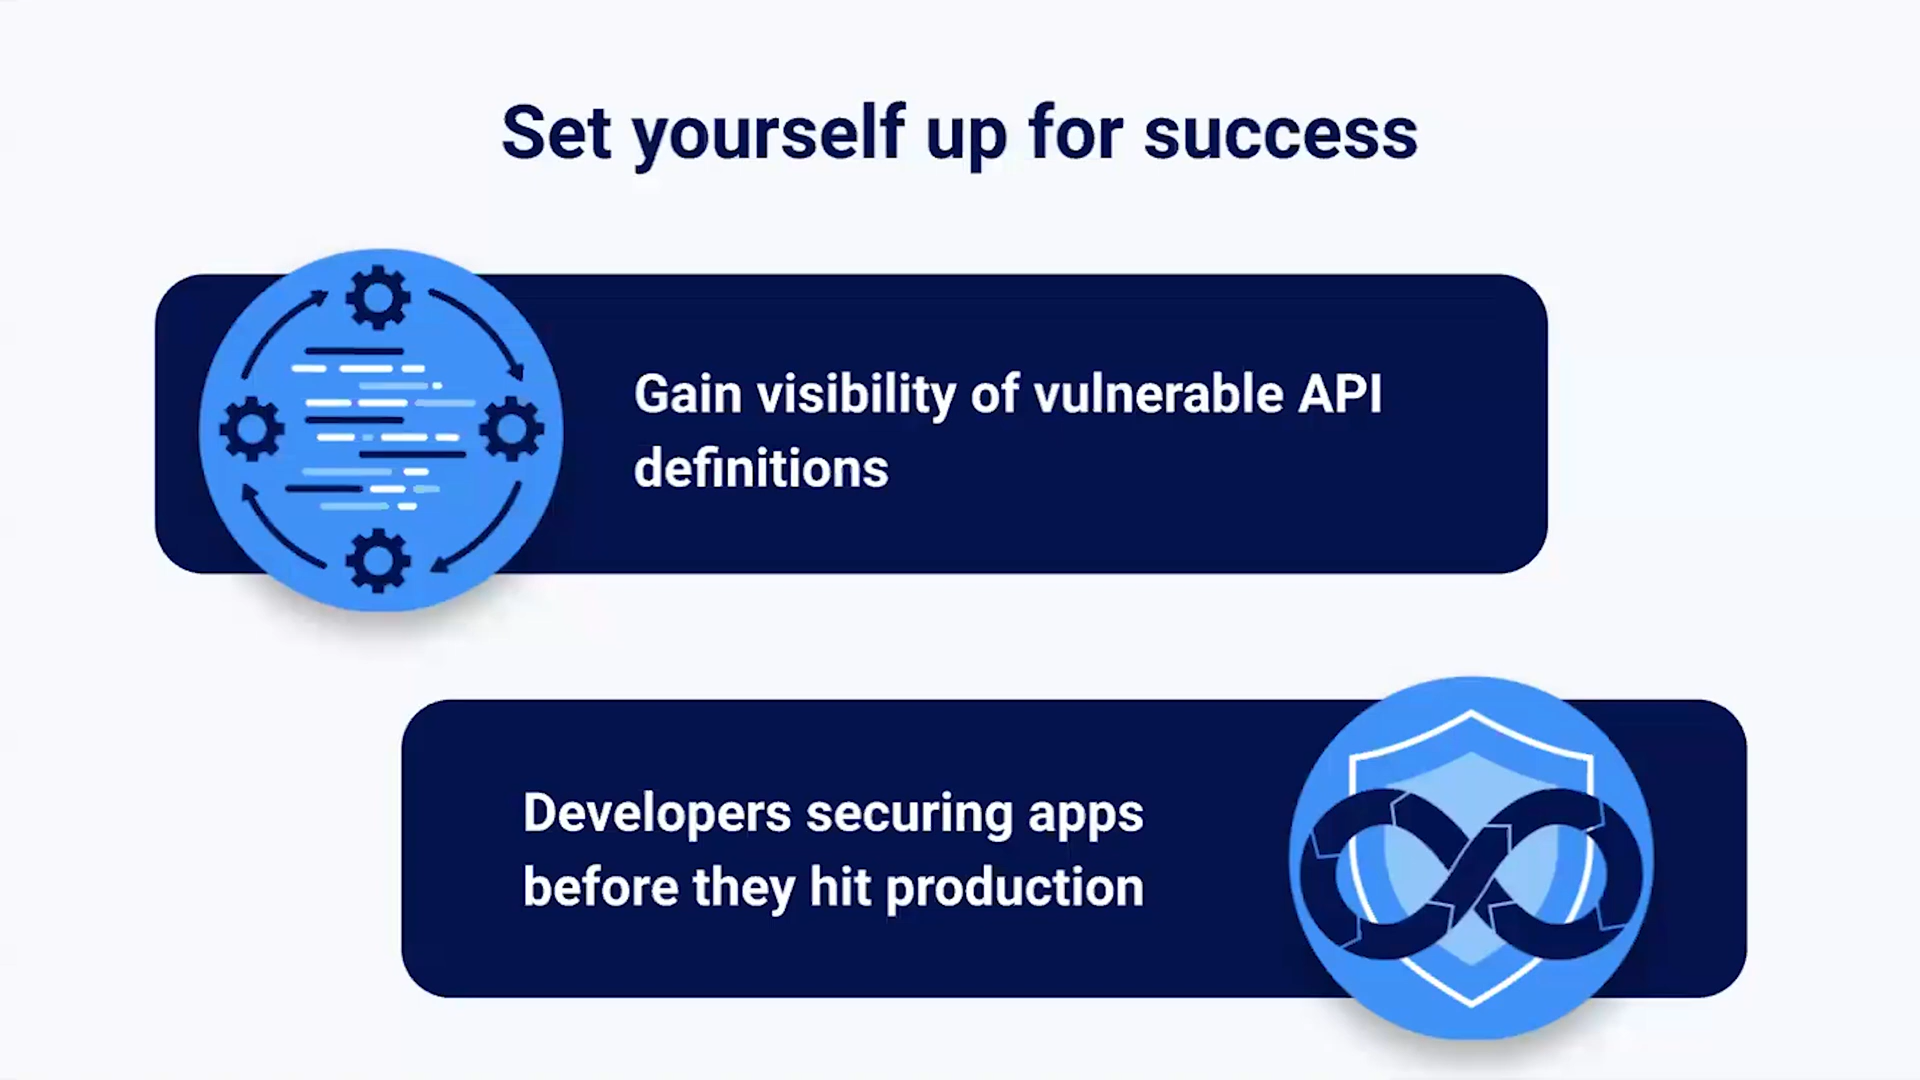 Set yourself up for success
Gain visibility of vulnerable API
definitions
Developers securing apps
before they hit production